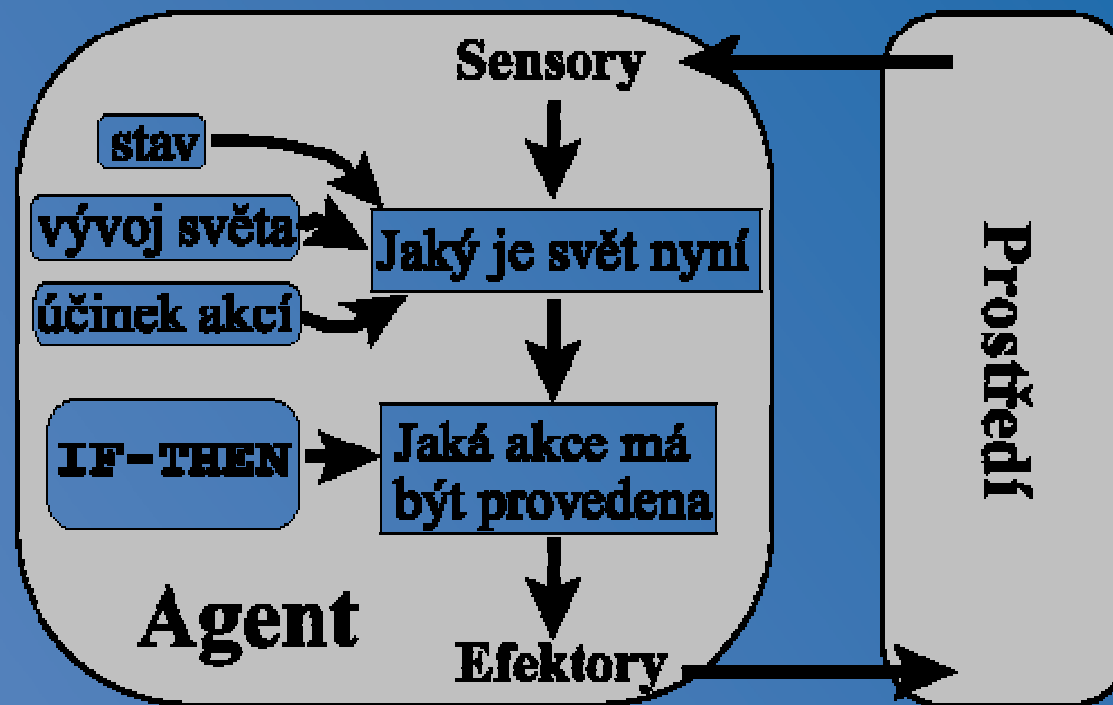 Sensory
stav
vývoj světa
Jaký je svět nyní
účinek akcí
IF-THEN
Jaká akce má
být provedena
Agent
Efektory
Prostředí